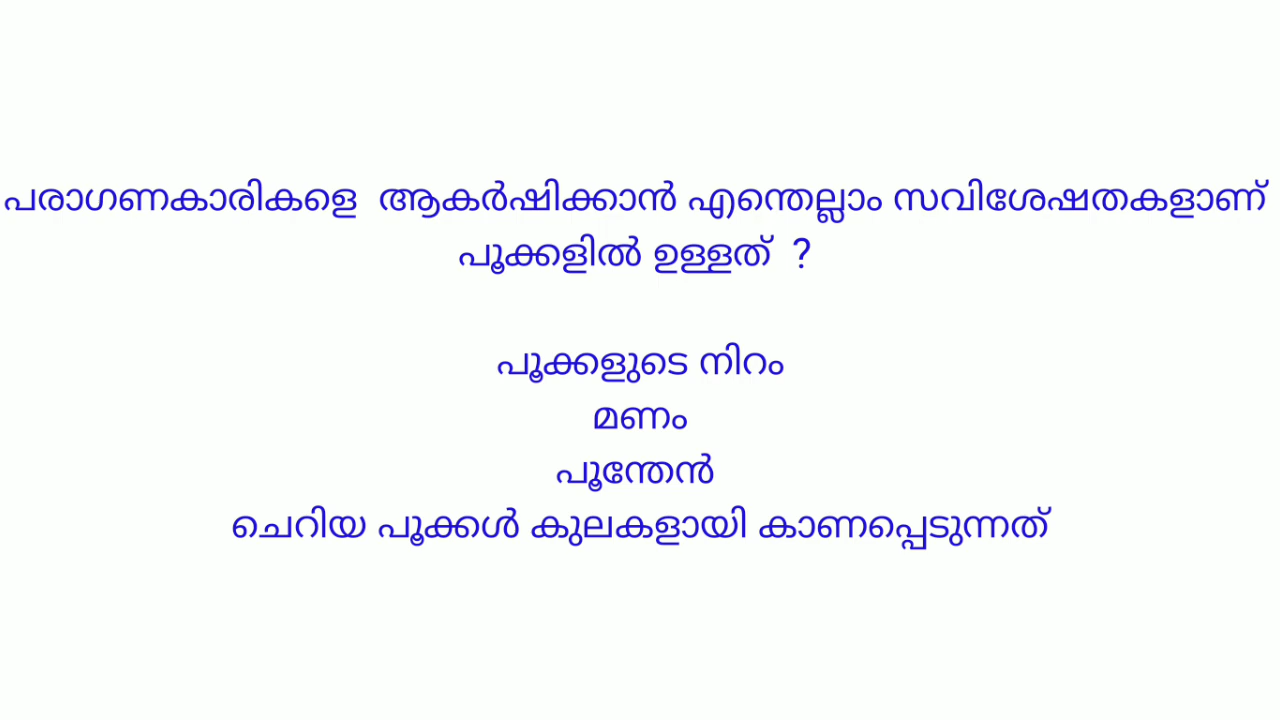 പരാഗണകാരികളെ ആകർഷിക്കാൻ എന്തെല്ലാം സവിശേഷതകളാണ്
പൂക്കളിൽ ഉള്ളത് ?
പൂക്കളുടെ നിറം
മണം
പൂന്തേൻ
ചെറിയ പൂക്കൾ കുലകളായി കാണപ്പെടുന്നത്